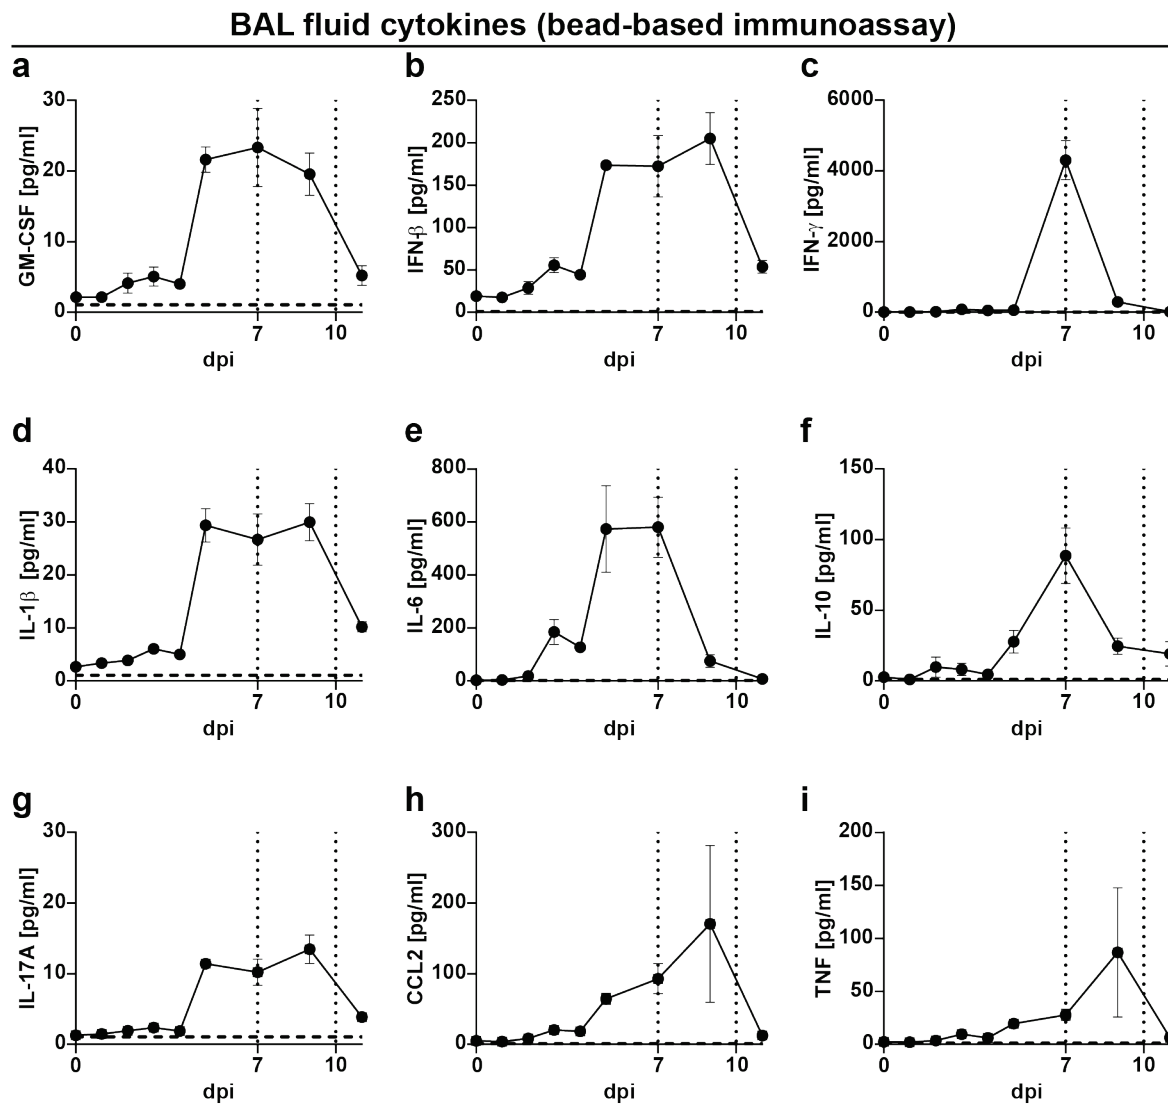 BAL fluid cytokines (bead-based immunoassay)
a
GM-CSF [pg/ml]
30
20
10
0
0 7 10
dpi
b
IFN-β [pg/ml]
250
200
150
100
50
0
0 7 10
dpi
c
IFN-γ [pg/ml]
6000
4000
2000
0
0 7 10
dpi
d
IL-1β [pg/ml]
40
30
20
10
0
0 7 10
dpi
e
IL-6 [pg/ml]
800
600
400
200
0
0 7 10
dpi
f
IL-10 [pg/ml]
150
100
50
0
0 7 10
dpi
g
IL-17A [pg/ml]
30
20
10
0
0 7 10
dpi
h
CCL2 [pg/ml]
300
200
100
0
0 7 10
dpi
i
TNF [pg/ml]
200
150
100
50
0
0 7 10
dpi